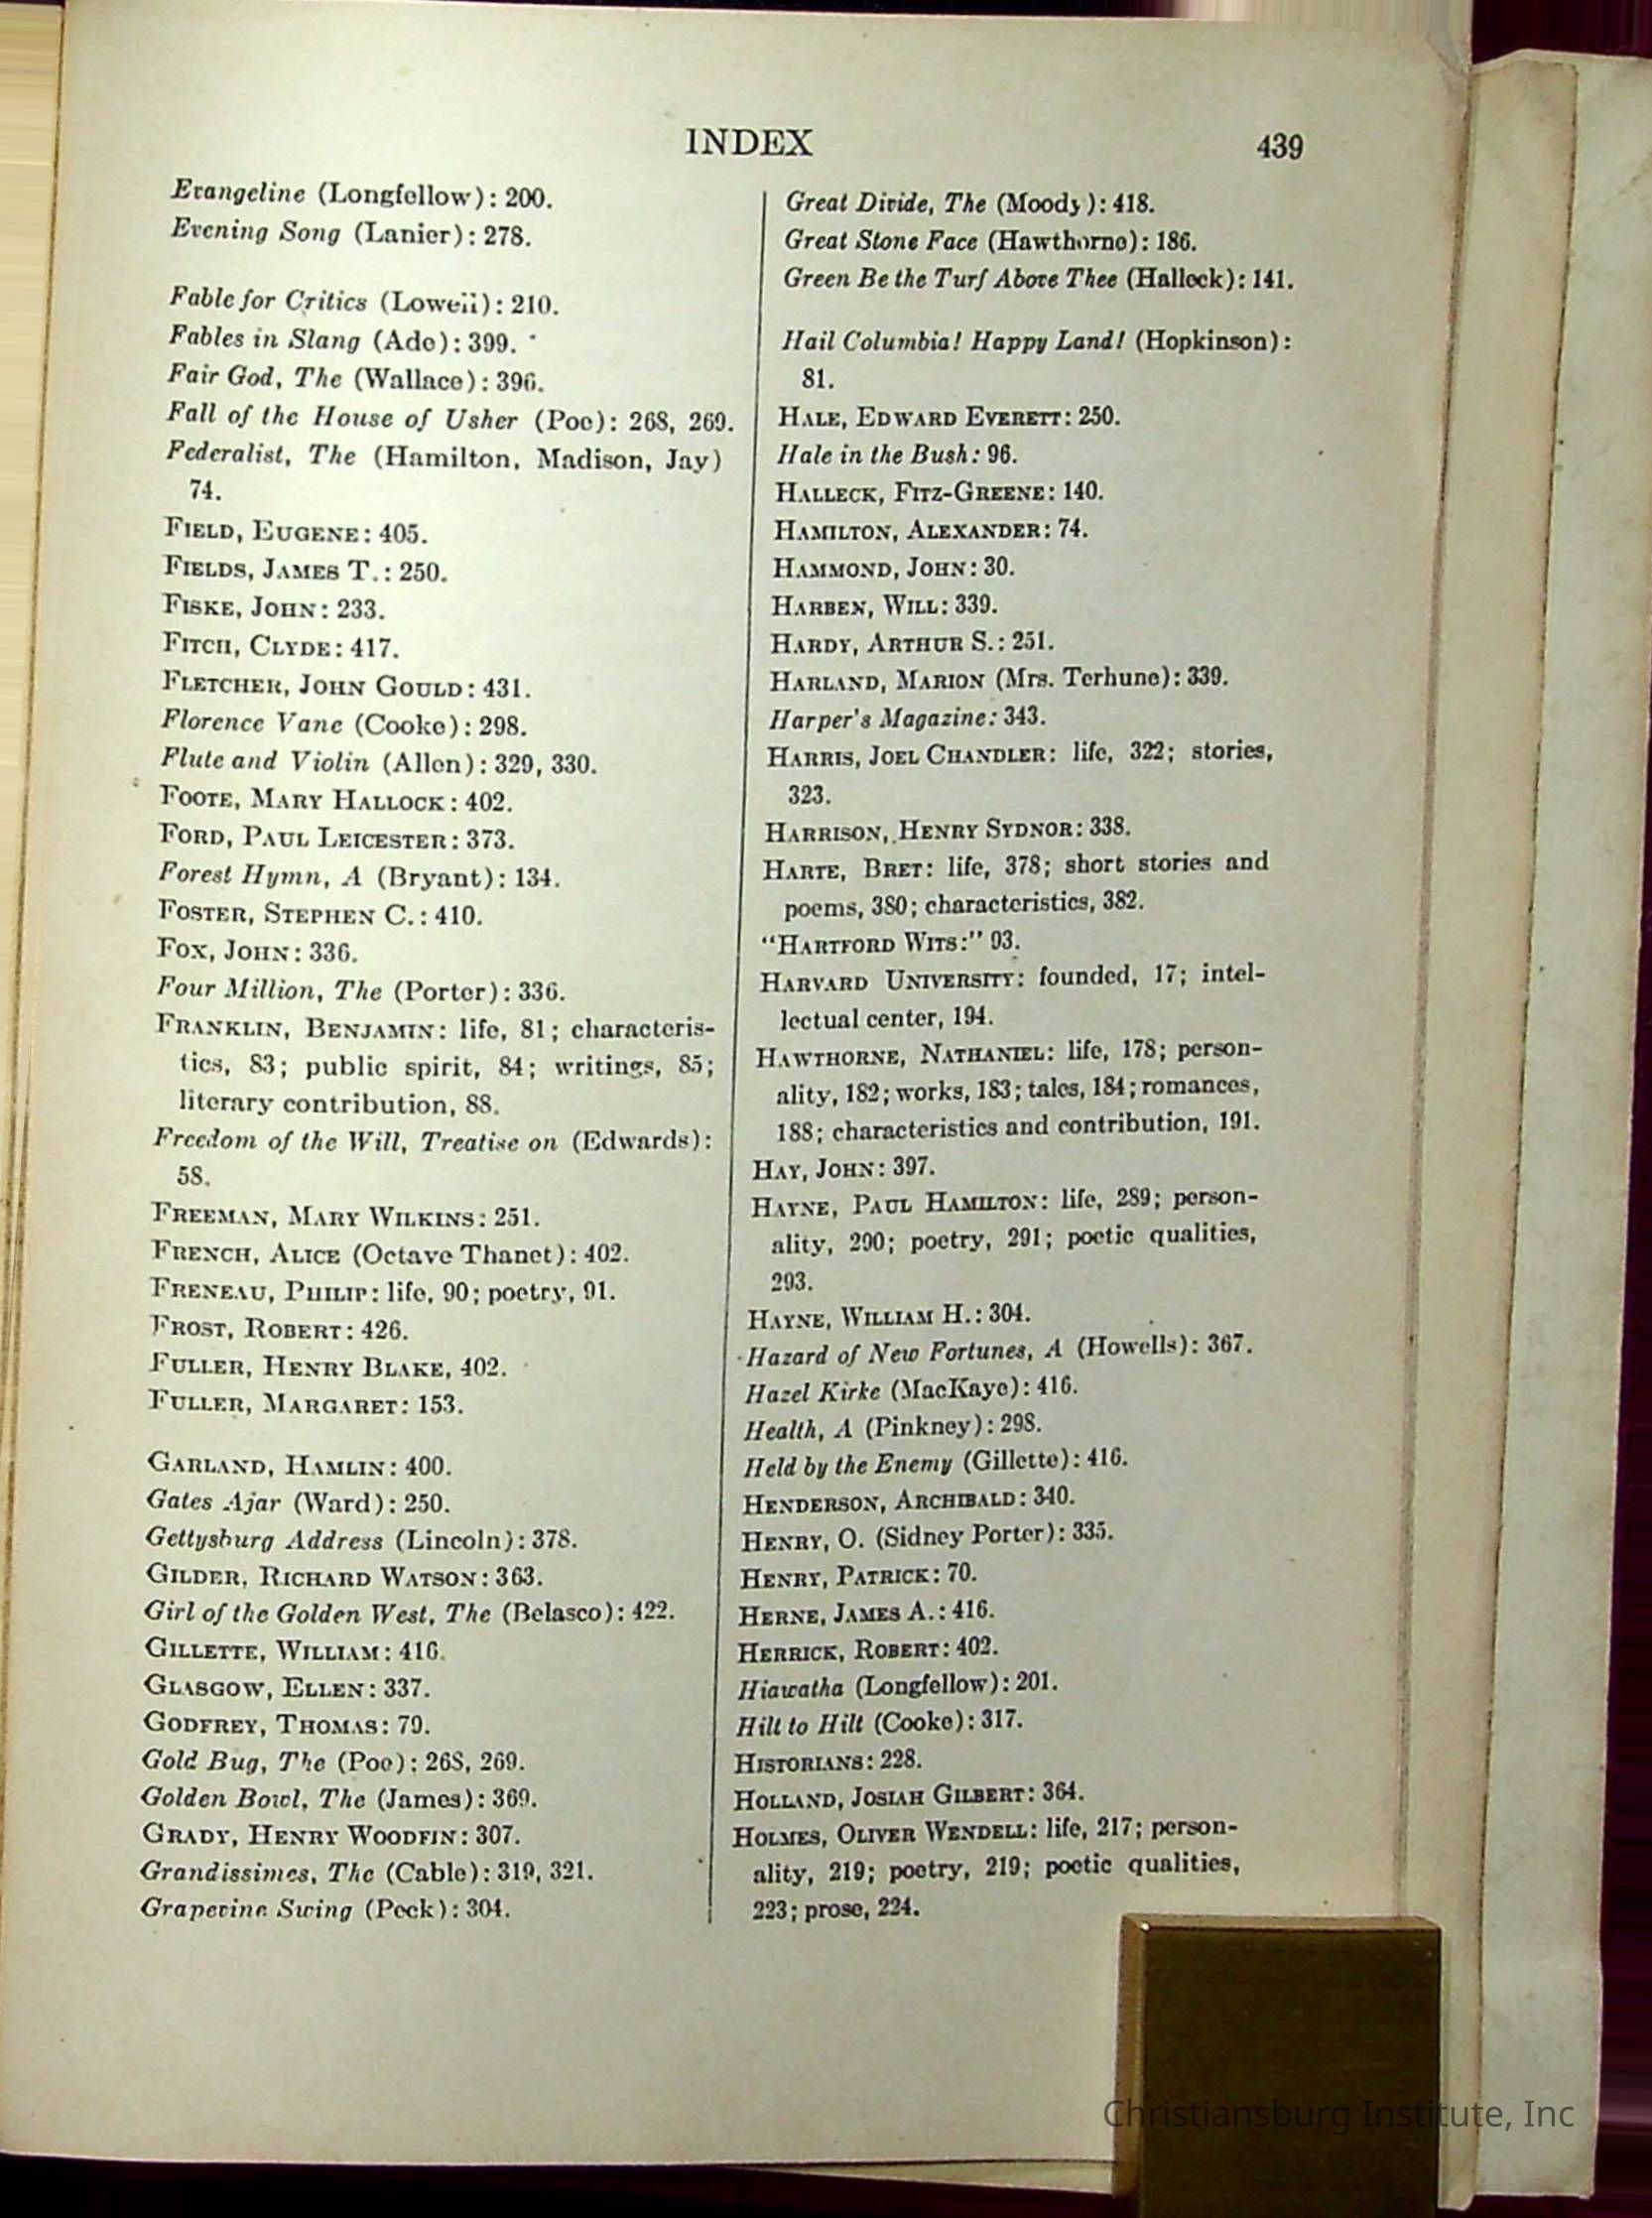 INDEX
439
Evangeline (Longfellow): 200.
Evening Song (Lanier): 278.
Fable for Critics (Lowell): 210.
Fables in Slang (Ade): 399.
Fair God, The (Wallace): 396.
Fall of the House of Usher (Poe): 268, 269.
Federalist, The (Hamilton, Madison, Jay)
74.
FIELD, EUGENE: 405.
FIELDS, JAMES T.: 250.
FISKE, JOHN: 233.
FITCH, CLYDE: 417.
FLETCHER, JOHN GOULD: 431.
Florence Vane (Cooke): 298.
Flute and Violin (Allen): 329, 330.
FOOTE, MARY HALLOCK: 402.
FORD, PAUL LEICESTER: 373.
Forest Hymn, A (Bryant): 134.
FOSTER, STEPHEN C.: 410.
FOX, JOHN: 336.
Four Million, The (Porter): 336.
FRANKLIN, BENJAMIN: life, 81; characteris-
tics, 83; public spirit, 84; writings, 85;
literary contribution, 88.
Freedom of the Will, Treatise on (Edwards):
58.
FREEMAN, MARY WILKINS: 251.
FRENCH, ALICE (Octave Thanet): 402.
FRENEAU, PHILIP: life, 90; poetry, 91.
FROST, ROBERT: 426.
FULLER, HENRY BLAKE, 402.
FULLER, MARGARET: 153.
GARLAND, HAMLIN: 400.
Gates Ajar (Ward): 250.
Gettysburg Address (Lincoln): 378.
GILDER, RICHARD WATSON: 363.
Girl of the Golden West, The (Belasco): 422.
GILLETTE, WILLIAM: 416.
GLASGOW, ELLEN: 337.
GODFREY, THOMAS: 79.
Gold Bug, The (Poe): 268, 269.
Golden Bowl, The (James): 369.
GRADY, HENRY WOODFIN: 307.
Grandissimes, The (Cable): 319, 321.
Grapevine Swing (Peck): 304.
Great Divide, The (Moody): 418.
Great Stone Face (Hawthorne): 186.
Green Be the Turf Above Thee (Halleck): 141.
Hail Columbia! Happy Land! (Hopkinson):
81.
HALE, EDWARD EVERETT: 250.
Hale in the Bush: 96.
HALLECK, FITZ-GREENE: 140.
HAMILTON, ALEXANDER: 74.
HAMMOND, JOHN: 30.
HARBEN, WILL: 339.
HARDY, ARTHUR S.: 251.
HARLAND, MARION (Mrs. Terhune): 339.
Harper's Magazine: 343.
HARRIS, JOEL CHANDLER: life, 322; stories,
323.
HARRISON, HENRY SYDNOR: 338.
HARTE, BRET: life, 378; short stories and
poems, 380; characteristics, 382.
"HARTFORD WITS:" 93.
HARVARD UNIVERSITY: founded, 17; intel-
lectual center, 194.
HAWTHORNE, NATHANIEL: life, 178; person-
ality, 182; works, 183; tales, 184; romances,
188; characteristics and contribution, 191.
HAY, JOHN: 397.
HAYNE, PAUL HAMILTON: life, 289; person-
ality, 290; poetry, 291; poetic qualities,
293.
HAYNE, WILLIAM H.: 304.
Hazard of New Fortunes, A (Howells): 367.
Hazel Kirke (MacKaye): 416.
Health, A (Pinkney): 298.
Held by the Enemy (Gillette): 416.
HENDERSON, ARCHIBALD: 340.
HENRY, O. (Sidney Porter): 335.
HENRY, PATRICK: 70.
HERNE, JAMES A.: 416.
HERRICK, ROBERT: 402.
Hiawatha (Longfellow): 201.
Hilt to Hilt (Cooke): 317.
HISTORIANS: 228.
HOLLAND, JOSIAH GILBERT: 364.
HOLMES, OLIVER WENDELL: life, 217; person-
ality, 219; poetry, 219; poetic qualities,
223; prose, 224.
Christiansburg Institute, Inc